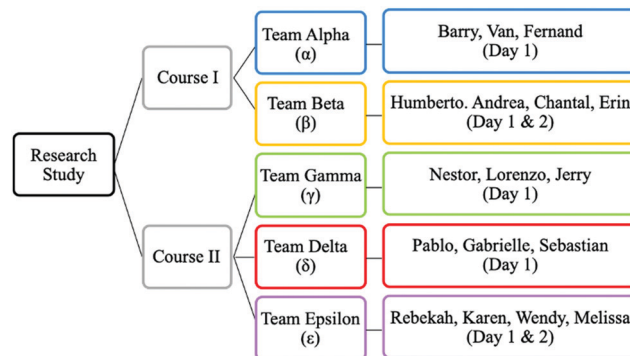 Research
Study
Course I
Course II
Team Alpha
(α)
Barry, Van, Fernand
(Day 1)
Team Beta
(β)
Humberto. Andrea, Chantal, Erin
(Day 1 & 2)
Team Gamma
(γ)
Nestor, Lorenzo, Jerry
(Day 1)
Team Delta
(δ)
Pablo, Gabrielle, Sebastian
(Day 1)
Team Epsilon
(ε)
Rebekah, Karen, Wendy, Melissa
(Day 1 & 2)